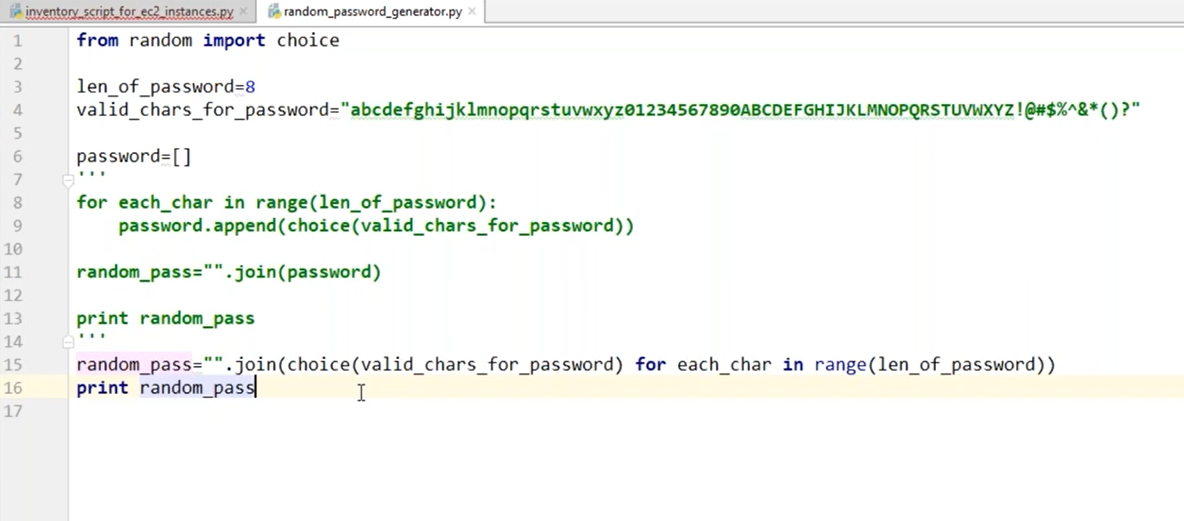 inventory_script_for_ec2_instances.py
random_password_generator.py
1 from random import choice
2
3 len_of_password=8
4 valid_chars_for_password="abcdefghijklmnopqrstuvwxyz01234567890ABCDEFGHIJKLMNOPQRSTUVWXYZ!@#$%^&*()?"
5
6 password=[]
7 '''
8 for each_char in range(len_of_password):
9     password.append(choice(valid_chars_for_password))
10
11 random_pass="".join(password)
12
13 print random_pass
14 '''
15 random_pass="".join(choice(valid_chars_for_password) for each_char in range(len_of_password))
16 print random_pass
17